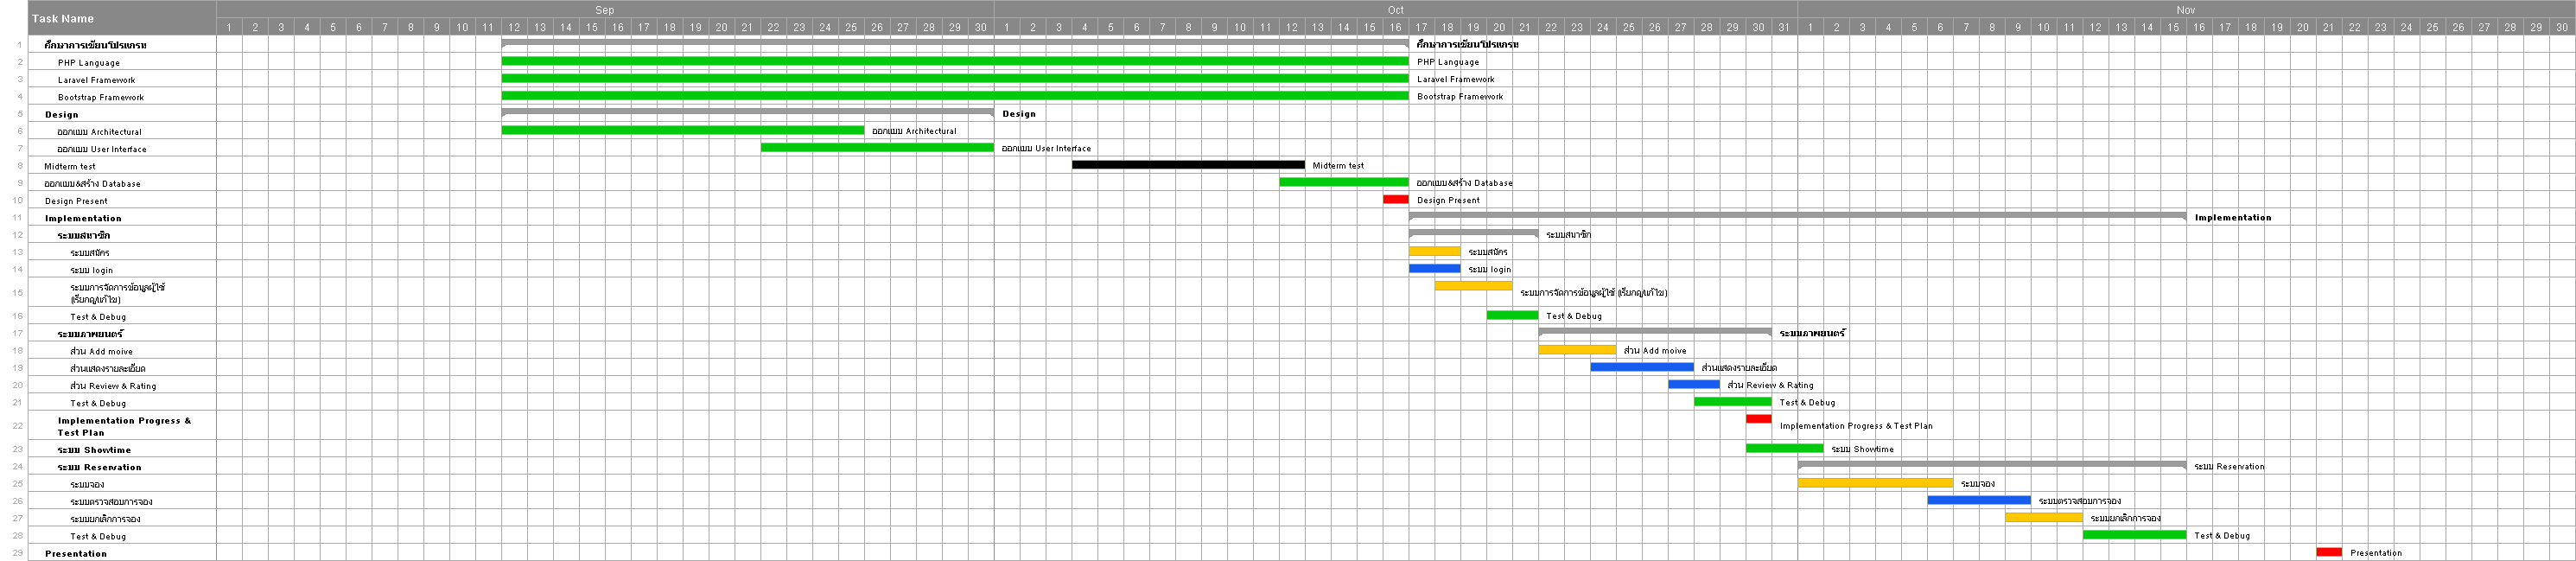 Task Name
Sep
Oct
Nov
1 2 3 4 5 6 7 8 9 10 11 12 13 14 15 16 17 18 19 20 21 22 23 24 25 26 27 28 29 30 1 2 3 4 5 6 7 8 9 10 11 12 13 14 15 16 17 18 19 20 21 22 23 24 25 26 27 28 29 30 31 1 2 3 4 5 6 7 8 9 10 11 12 13 14 15 16 17 18 19 20 21 22 23 24 25 26 27 28 29 30
1 ศึกษาการเขียนโปรแกรม ศึกษาการเขียนโปรแกรม
2 PHP Language PHP Language
3 Laravel Framework Laravel Framework
4 Bootstrap Framework Bootstrap Framework
5 Design Design
6 ออกแบบ Architectural ออกแบบ Architectural
7 ออกแบบ User Interface ออกแบบ User Interface
8 Midterm test Midterm test
9 ออกแบบ&สร้าง Database ออกแบบ&สร้าง Database
10 Design Present Design Present
11 Implementation Implementation
12 ระบบสมาชิก ระบบสมาชิก
13 ระบบสมัคร ระบบสมัคร
14 ระบบ login ระบบ login
15 ระบบการจัดการข้อมูลผู้ใช้
(เรียกดู/แก้ไข) ระบบการจัดการข้อมูลผู้ใช้ (เรียกดู/แก้ไข)
16 Test & Debug Test & Debug
17 ระบบภาพยนตร์ ระบบภาพยนตร์
18 ส่วน Add moive ส่วน Add moive
19 ส่วนแสดงรายละเอียด ส่วนแสดงรายละเอียด
20 ส่วน Review & Rating ส่วน Review & Rating
21 Test & Debug Test & Debug
22 Implementation Progress &
Test Plan Implementation Progress & Test Plan
23 ระบบ Showtime ระบบ Showtime
24 ระบบ Reservation ระบบ Reservation
25 ระบบจอง ระบบจอง
26 ระบบตรวจสอบการจอง ระบบตรวจสอบการจอง
27 ระบบยกเลิกการจอง ระบบยกเลิกการจอง
28 Test & Debug Test & Debug
29 Presentation Presentation